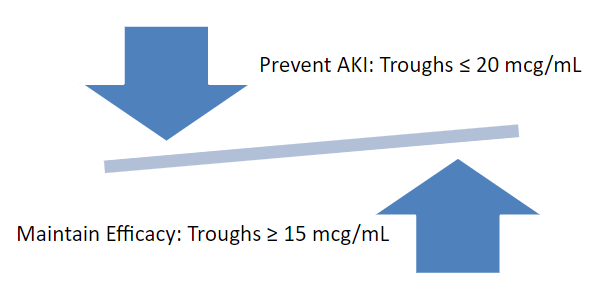 Prevent AKI: Troughs ≤ 20 mcg/mL
Maintain Efficacy: Troughs ≥ 15 mcg/mL